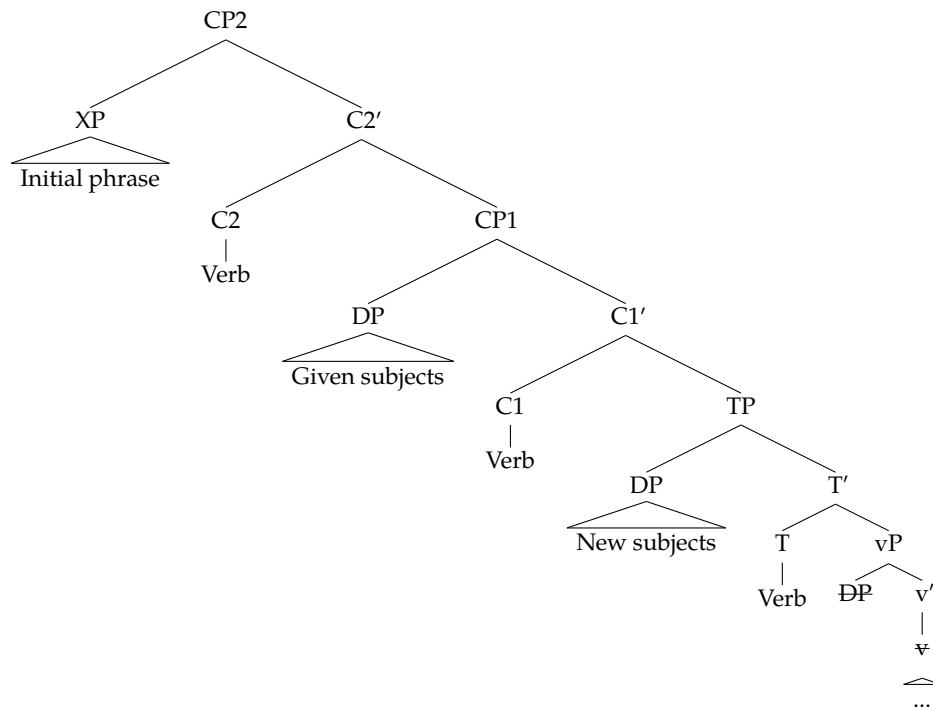 CP2
XP C2′
Initial phrase
C2 CP1
Verb
DP C1′
Given subjects
C1 TP
Verb
DP T′
New subjects
T vP
Verb
DP v′
v
...